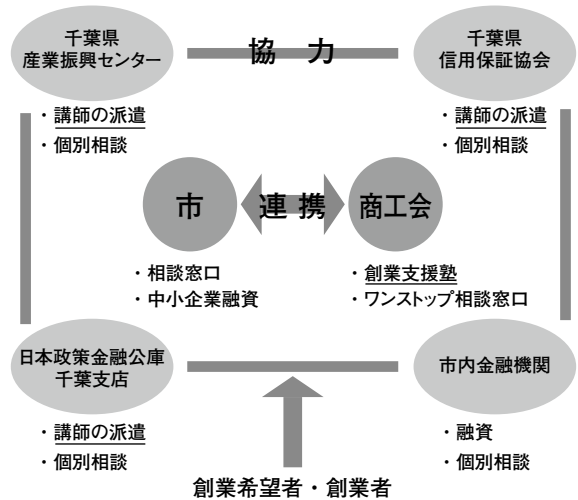 千葉県
産業振興センター
協 力
千葉県
信用保証協会
・講師の派遣
・個別相談
・講師の派遣
・個別相談
市
連 携
商工会
・相談窓口
・中小企業融資
・創業支援塾
・ワンストップ相談窓口
日本政策金融公庫
千葉支店
市内金融機関
・講師の派遣
・個別相談
・融資
・個別相談
創業希望者・創業者